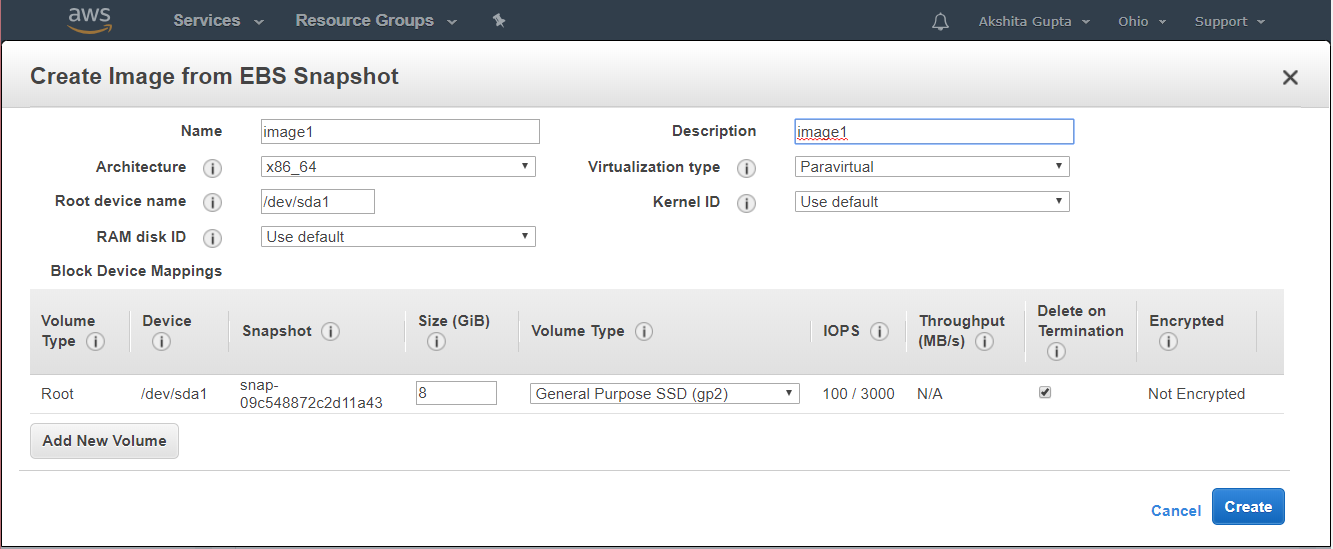 aws Services Resource Groups Akshita Gupta Ohio Support
Create Image from EBS Snapshot
Name image1 Description image1
Architecture x86_64 Virtualization type Paravirtual
Root device name /dev/sda1 Kernel ID Use default
RAM disk ID Use default
Block Device Mappings
Volume Type Device Snapshot Size (GiB) Volume Type IOPS Throughput (MB/s) Delete on Termination Encrypted
Root /dev/sda1 snap-09c548872c2d11a43 8 General Purpose SSD (gp2) 100 / 3000 N/A Not Encrypted
Add New Volume
Cancel Create